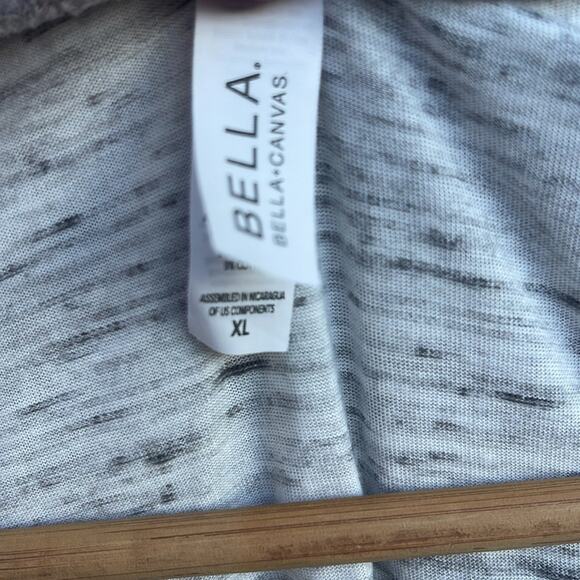 BELLA.
BELLA+CANVAS.
ASSEMBLED IN NICARAGUA
OF US COMPONENTS
XL